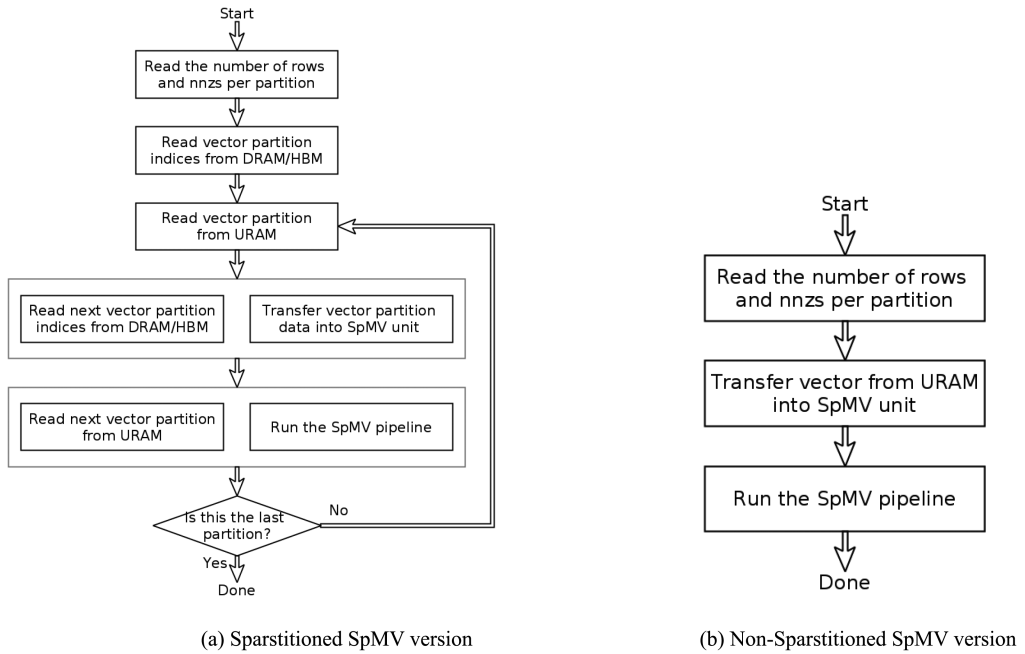 Start
Read the number of rows
and nnzs per partition
Read vector partition
indices from DRAM/HBM
Read vector partition
from URAM
Read next vector partition
indices from DRAM/HBM
Transfer vector partition
data into SpMV unit
Read next vector partition
from URAM
Run the SpMV pipeline
Is this the last
partition?
No
Yes
Done
(a) Sparstitioned SpMV version
Start
Read the number of rows
and nnzs per partition
Transfer vector from URAM
into SpMV unit
Run the SpMV pipeline
Done
(b) Non-Sparstitioned SpMV version